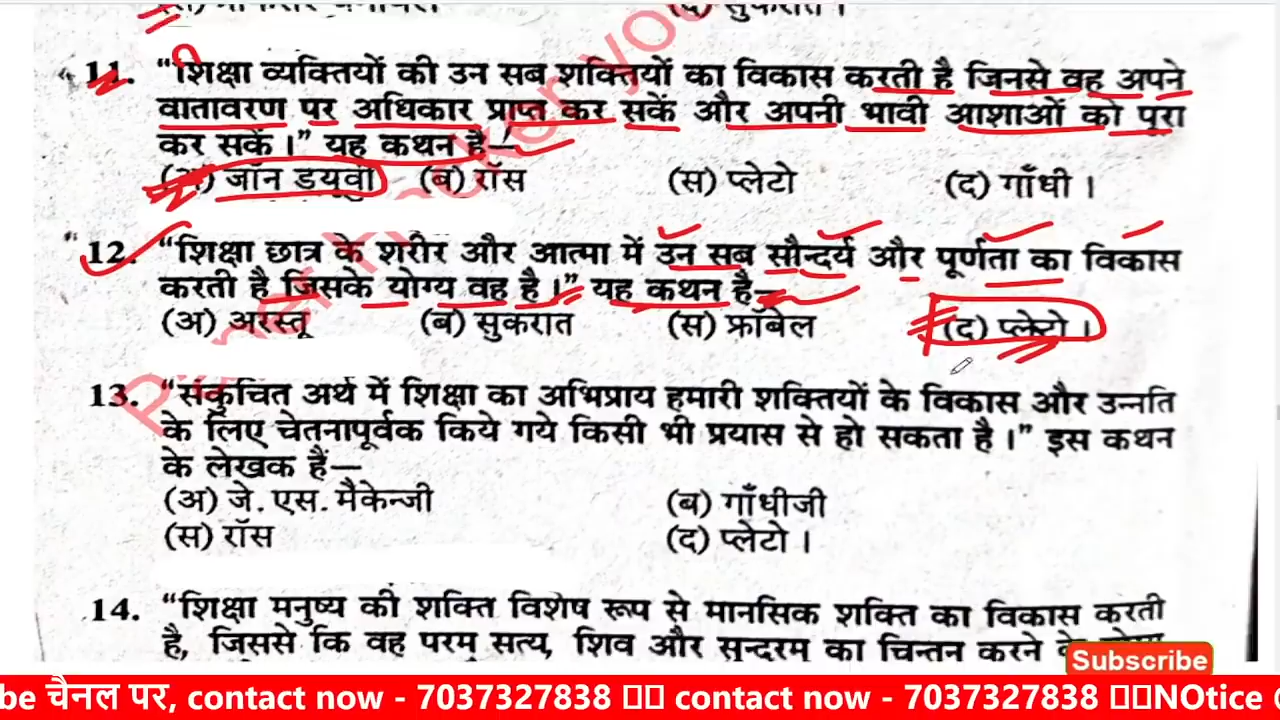 (द) सुकरात ।
11. “शिक्षा व्यक्तियों की उन सब शक्तियों का विकास करती है जिनसे वह अपने
वातावरण पर अधिकार प्राप्त कर सकें और अपनी भावी आशाओं को पूरा
कर सकें ।” यह कथन है—
(अ) जॉन डयूवी (ब) रॉस (स) प्लेटो (द) गाँधी ।
12. “शिक्षा छात्र के शरीर और आत्मा में उन सब सौन्दर्य और पूर्णता का विकास
करती है जिसके योग्य वह है ।” यह कथन है—
(अ) अरस्तू (ब) सुकरात (स) फ्रॉबेल (द) प्लेटो ।
13. “संकुचित अर्थ में शिक्षा का अभिप्राय हमारी शक्तियों के विकास और उन्नति
के लिए चेतनापूर्वक किये गये किसी भी प्रयास से हो सकता है ।” इस कथन
के लेखक हैं—
(अ) जे. एस. मैकेन्जी (ब) गाँधीजी
(स) रॉस (द) प्लेटो ।
14. “शिक्षा मनुष्य की शक्ति विशेष रूप से मानसिक शक्ति का विकास करती
है, जिससे कि वह परम सत्य, शिव और सुन्दरम का चिन्तन करने के
Subscribe
be चैनल पर, contact now - 7037327838 contact now - 7037327838 NOtice